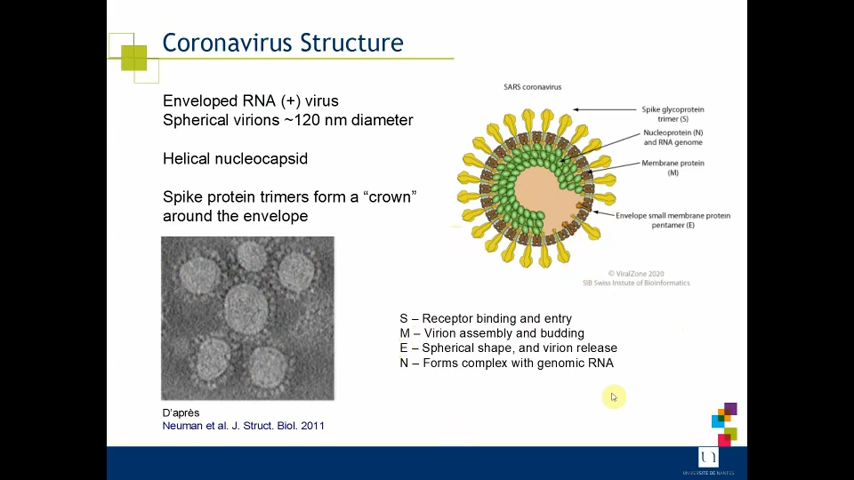 Coronavirus Structure
Enveloped RNA (+) virus
Spherical virions ~120 nm diameter
Helical nucleocapsid
Spike protein trimers form a “crown”
around the envelope
SARS coronavirus
Spike glycoprotein
trimer (S)
Nucleoprotein (N)
and RNA genome
Membrane protein
(M)
Envelope small membrane protein
pentamer (E)
© ViralZone 2020
SIB Swiss Institute of Bioinformatics
S – Receptor binding and entry
M – Virion assembly and budding
E – Spherical shape, and virion release
N – Forms complex with genomic RNA
D'après
Neuman et al. J. Struct. Biol. 2011
UNIVERSITÉ DE NANTES